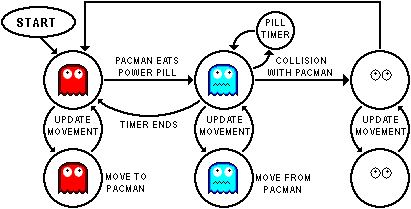 START
PILL
TIMER
PACMAN EATS
POWER PILL
COLLISION
WITH PACMAN
UPDATE
MOVEMENT
TIMER ENDS
UPDATE
MOVEMENT
UPDATE
MOVEMENT
MOVE TO
PACMAN
MOVE FROM
PACMAN